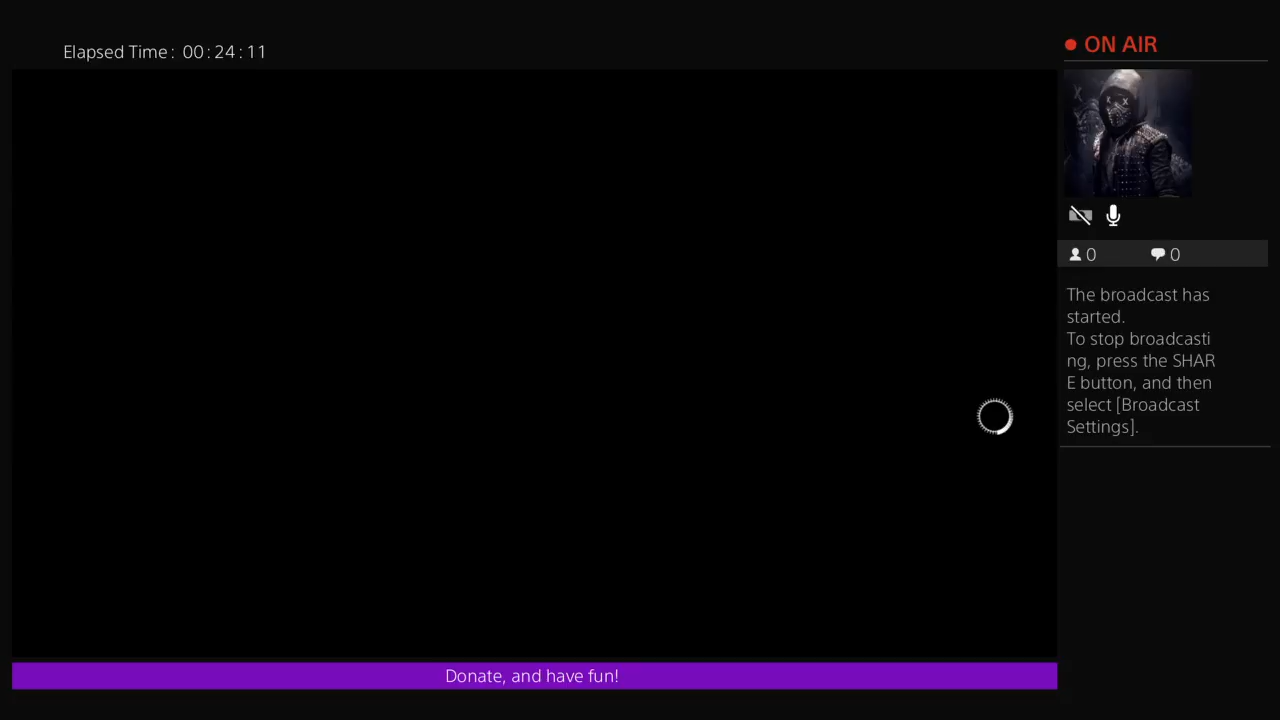 Elapsed Time: 00:24:11
ON AIR
0 0
The broadcast has
started.
To stop broadcasti
ng, press the SHAR
E button, and then
select [Broadcast
Settings].
Donate, and have fun!